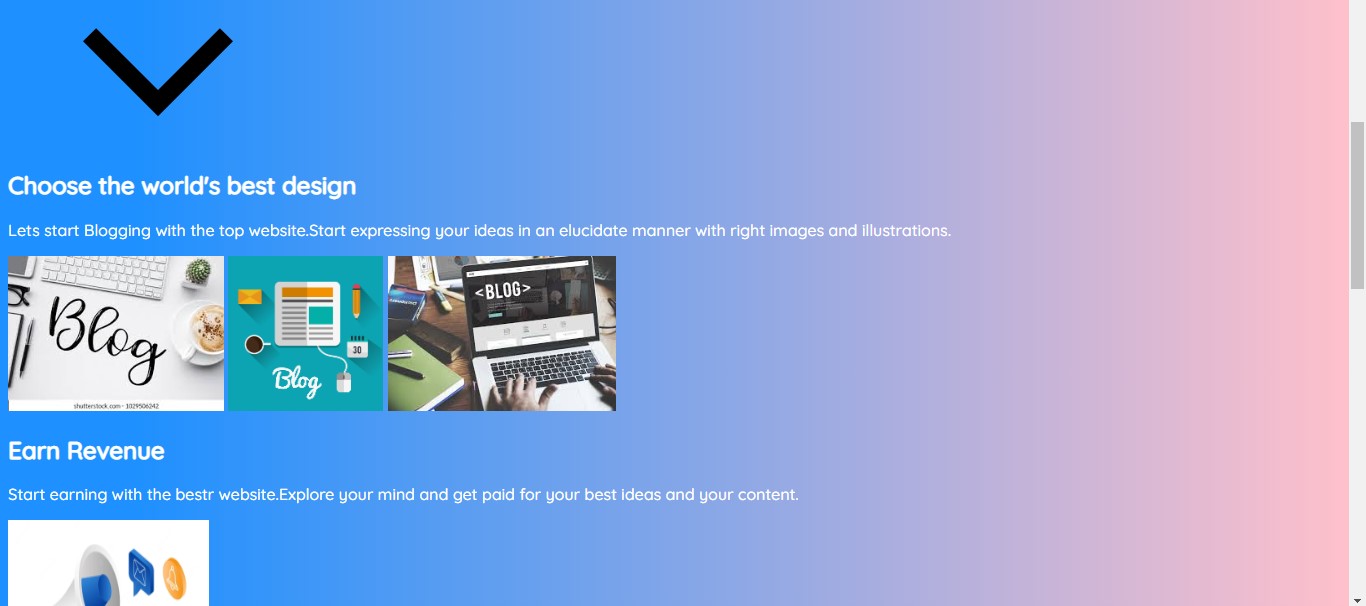 Choose the world's best design
Lets start Blogging with the top website.Start expressing your ideas in an elucidate manner with right images and illustrations.
Blog
shutterstock.com · 1029506242
30
Blog
<BLOG>
Earn Revenue
Start earning with the bestr website.Explore your mind and get paid for your best ideas and your content.